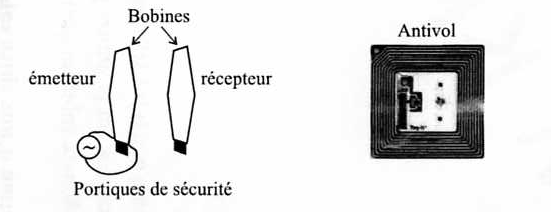 Bobines
émetteur
récepteur
~
Portiques de sécurité
Antivol